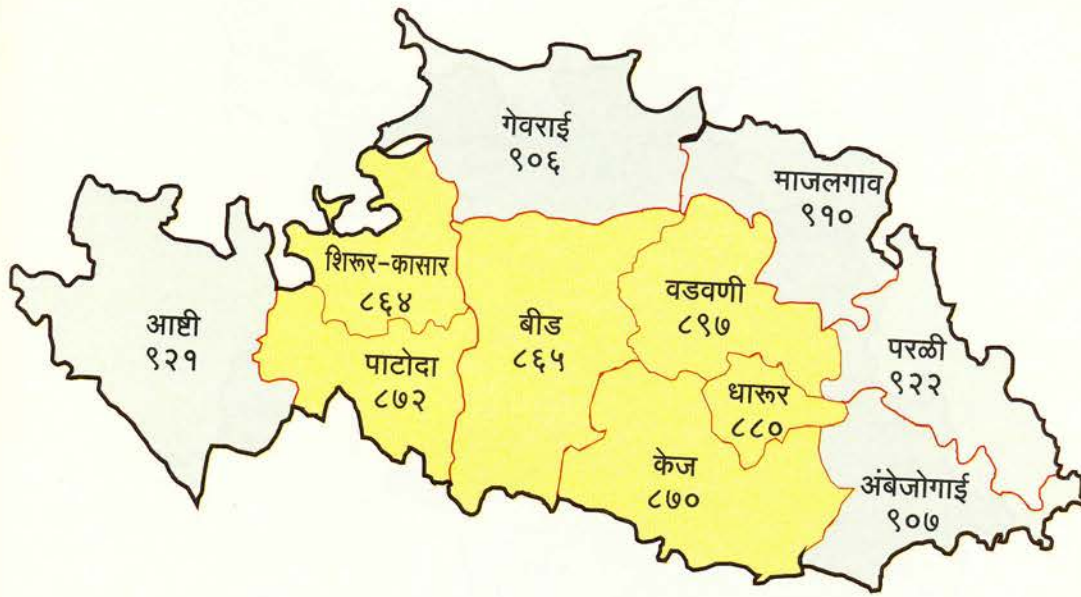 गेवराई
९०६
माजलगाव
९१०
शिरूर-कासार
८६४
वडवणी
८९७
आष्टी
९२१
बीड
८६५
परळी
९२२
पाटोदा
८७२
धारूर
८८०
केज
८७०
अंबेजोगाई
९०७